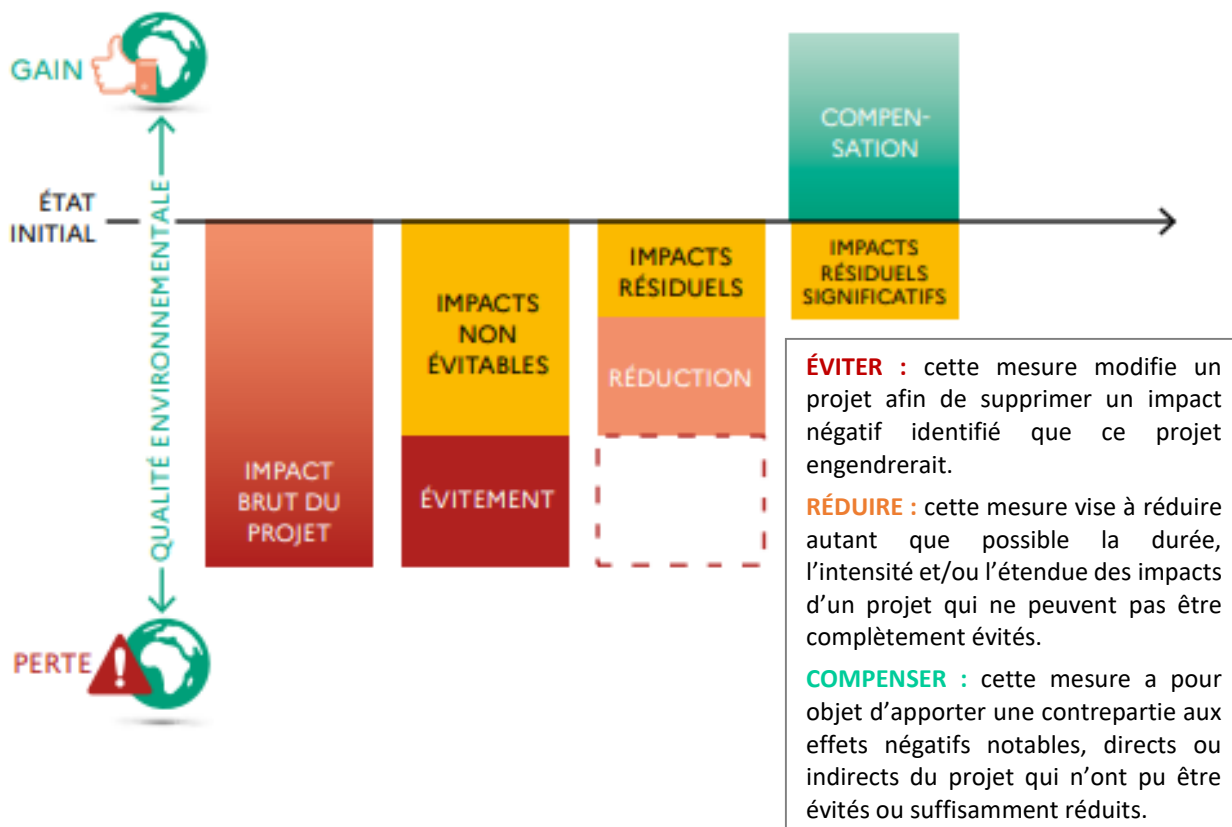 GAIN
ÉTAT
INITIAL
QUALITÉ ENVIRONNEMENTALE
PERTE
IMPACT
BRUT DU
PROJET
IMPACTS
NON
ÉVITABLES
ÉVITEMENT
IMPACTS
RÉSIDUELS
RÉDUCTION
COMPEN-
SATION
IMPACTS
RÉSIDUELS
SIGNIFICATIFS
ÉVITER : cette mesure modifie un
projet afin de supprimer un impact
négatif identifié que ce projet
engendrerait.
RÉDUIRE : cette mesure vise à réduire
autant que possible la durée,
l’intensité et/ou l’étendue des impacts
d’un projet qui ne peuvent pas être
complètement évités.
COMPENSER : cette mesure a pour
objet d’apporter une contrepartie aux
effets négatifs notables, directs ou
indirects du projet qui n’ont pu être
évités ou suffisamment réduits.